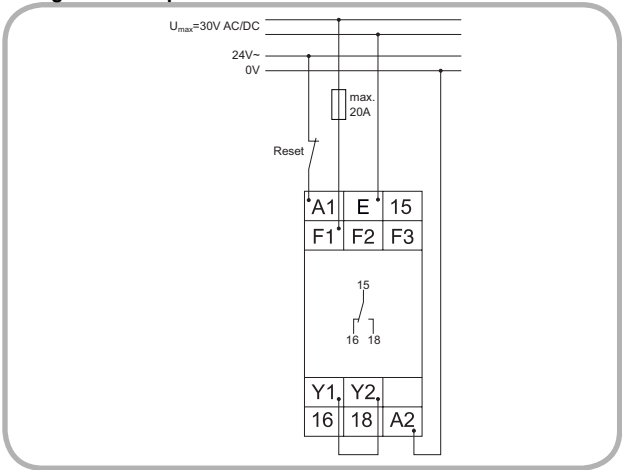 Umax=30V AC/DC
24V~
0V
max.
20A
Reset
A1 E 15
F1 F2 F3
15
16 18
Y1 Y2
16 18 A2